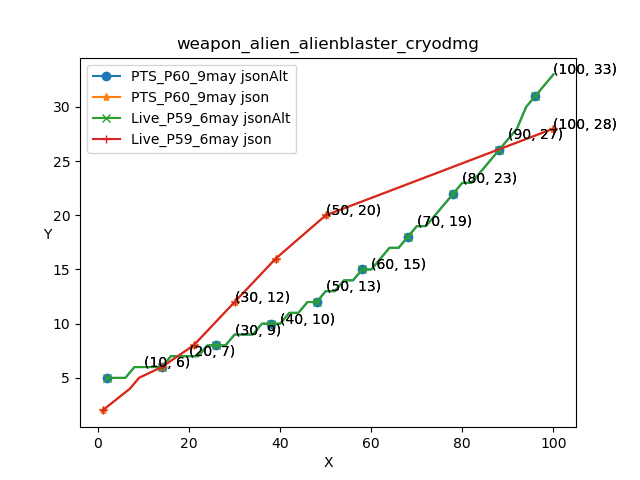 weapon_alien_alienblaster_cryodmg
PTS_P60_9may jsonAlt
PTS_P60_9may json
Live_P59_6may jsonAlt
Live_P59_6may json
(100, 33)
(100, 28)
(90, 27)
(80, 23)
(50, 20)
(70, 19)
(60, 15)
(50, 13)
(30, 12)
(40, 10)
(30, 9)
(20, 7)
(10, 6)
30
25
20
15
10
5
Y
0 20 40 60 80 100
X